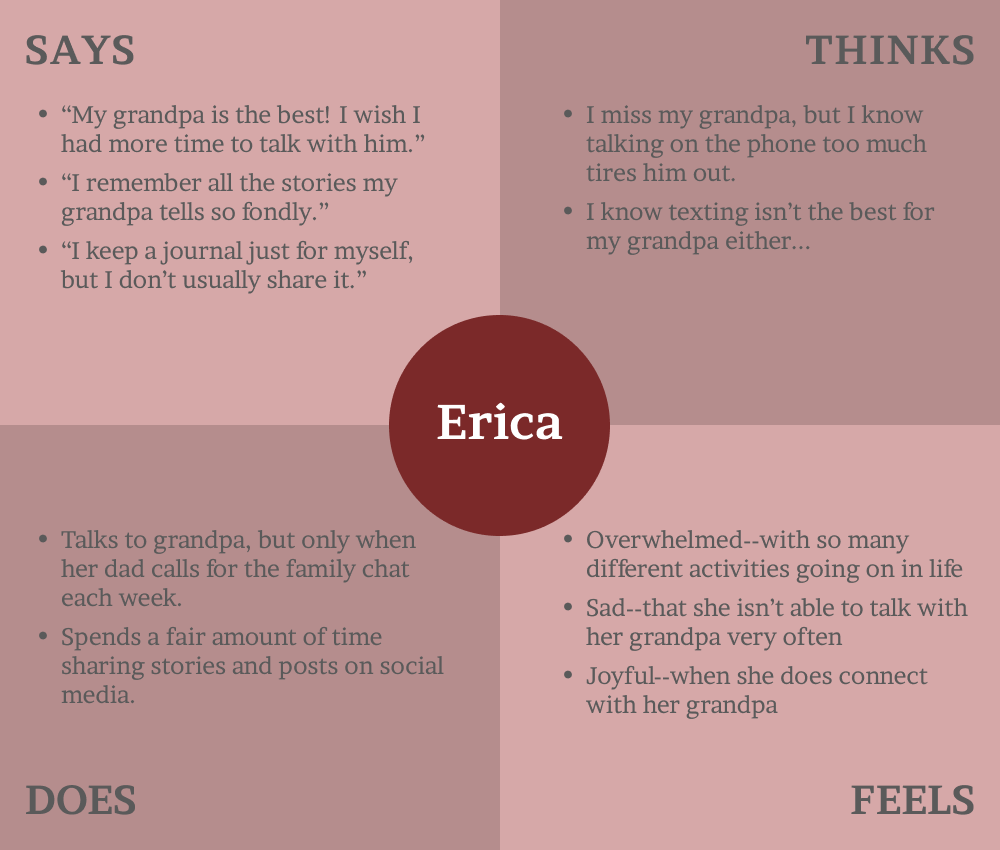 SAYS
• “My grandpa is the best! I wish I
had more time to talk with him.”
• “I remember all the stories my
grandpa tells so fondly.”
• “I keep a journal just for myself,
but I don’t usually share it.”
THINKS
• I miss my grandpa, but I know
talking on the phone too much
tires him out.
• I know texting isn’t the best for
my grandpa either...
Erica
• Talks to grandpa, but only when
her dad calls for the family chat
each week.
• Spends a fair amount of time
sharing stories and posts on social
media.
DOES
• Overwhelmed--with so many
different activities going on in life
• Sad--that she isn’t able to talk with
her grandpa very often
• Joyful--when she does connect
with her grandpa
FEELS